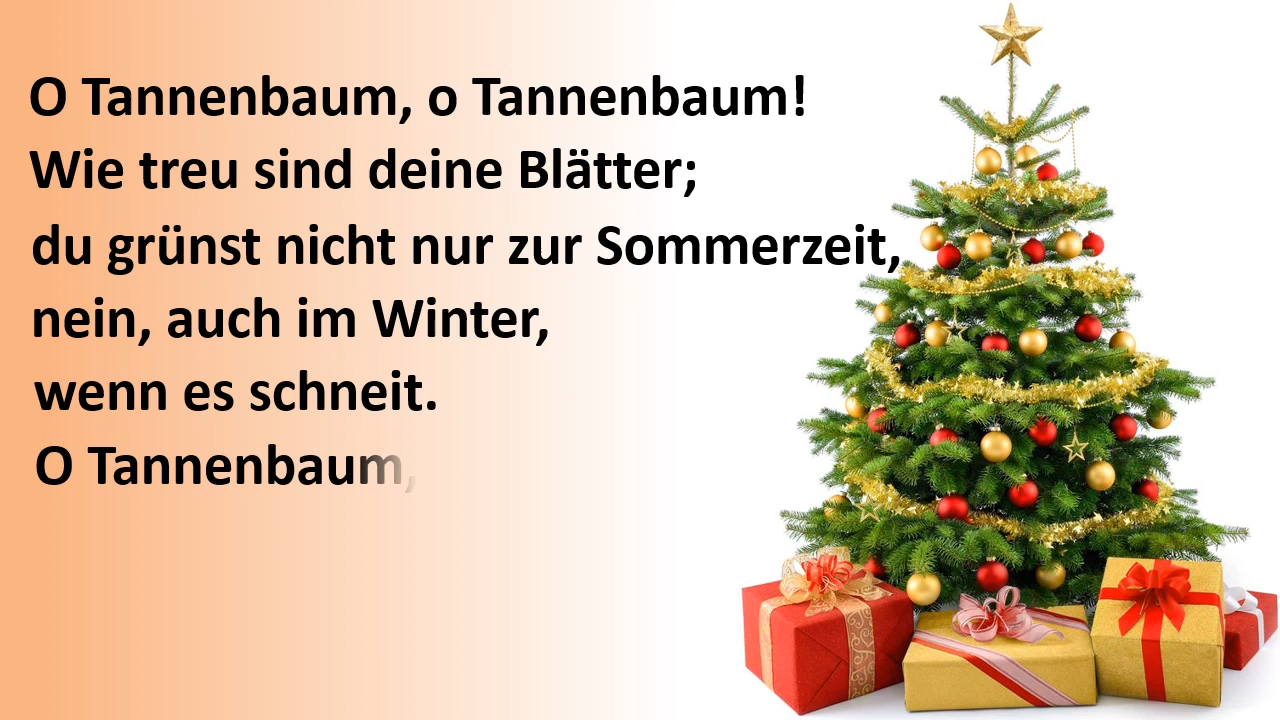 O Tannenbaum, o Tannenbaum!
Wie treu sind deine Blätter;
du grünst nicht nur zur Sommerzeit,
nein, auch im Winter,
wenn es schneit.
O Tannenbaum,